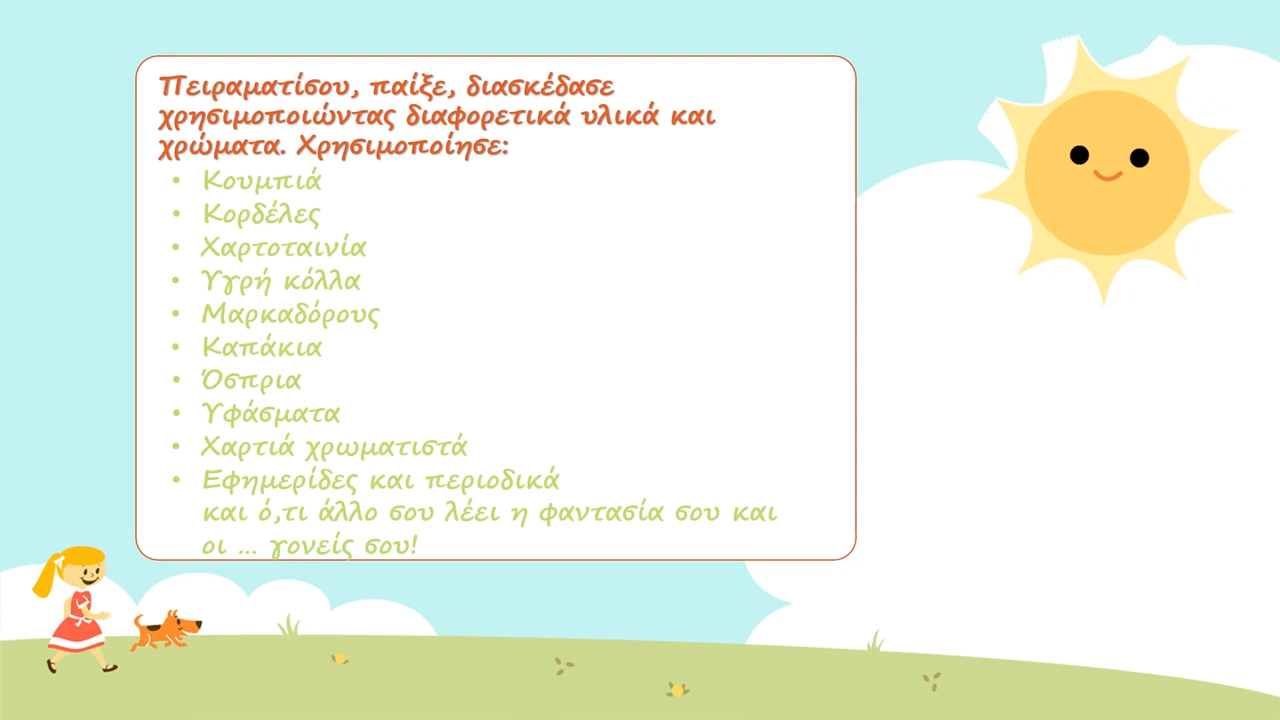 Πειραματίσου, παίξε, διασκέδασε
χρησιμοποιώντας διαφορετικά υλικά και
χρώματα. Χρησιμοποίησε:
• Κουμπιά
• Κορδέλες
• Χαρτοταινία
• Υγρή κόλλα
• Μαρκαδόρους
• Καπάκια
• Όσπρια
• Υφάσματα
• Χαρτιά χρωματιστά
• Εφημερίδες και περιοδικά
και ό,τι άλλο σου λέει η φαντασία σου και
οι ... γονείς σου!